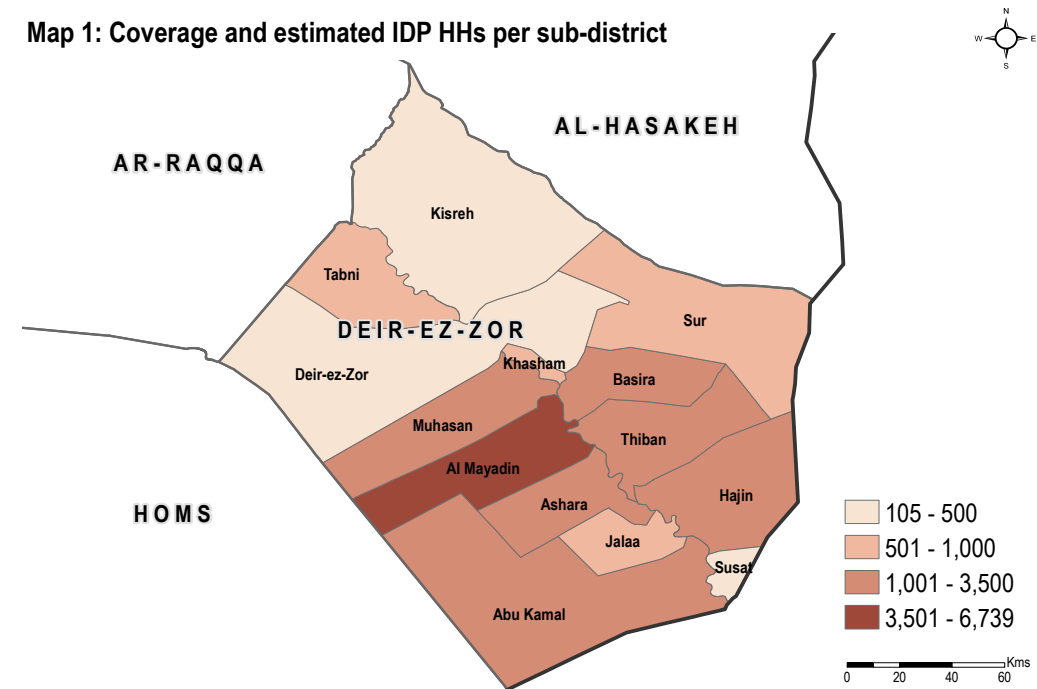 Map 1: Coverage and estimated IDP HHs per sub-district
N
W E
S
AL-HASAKEH
AR-RAQQA
Kisreh
Tabni
Sur
DEIR-EZ-ZOR
Khasham
Deir-ez-Zor
Basira
Muhasan
Thiban
Al Mayadin
Hajin
Ashara
HOMS
Jalaa
Susat
Abu Kamal
105 - 500
501 - 1,000
1,001 - 3,500
3,501 - 6,739
Kms
0 20 40 60